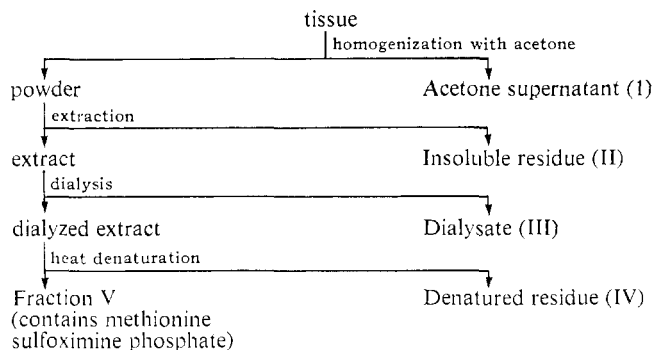 tissue
homogenization with acetone
powder Acetone supernatant (1)
extraction
extract Insoluble residue (II)
dialysis
dialyzed extract Dialysate (III)
heat denaturation
Fraction V Denatured residue (IV)
(contains methionine
sulfoximine phosphate)